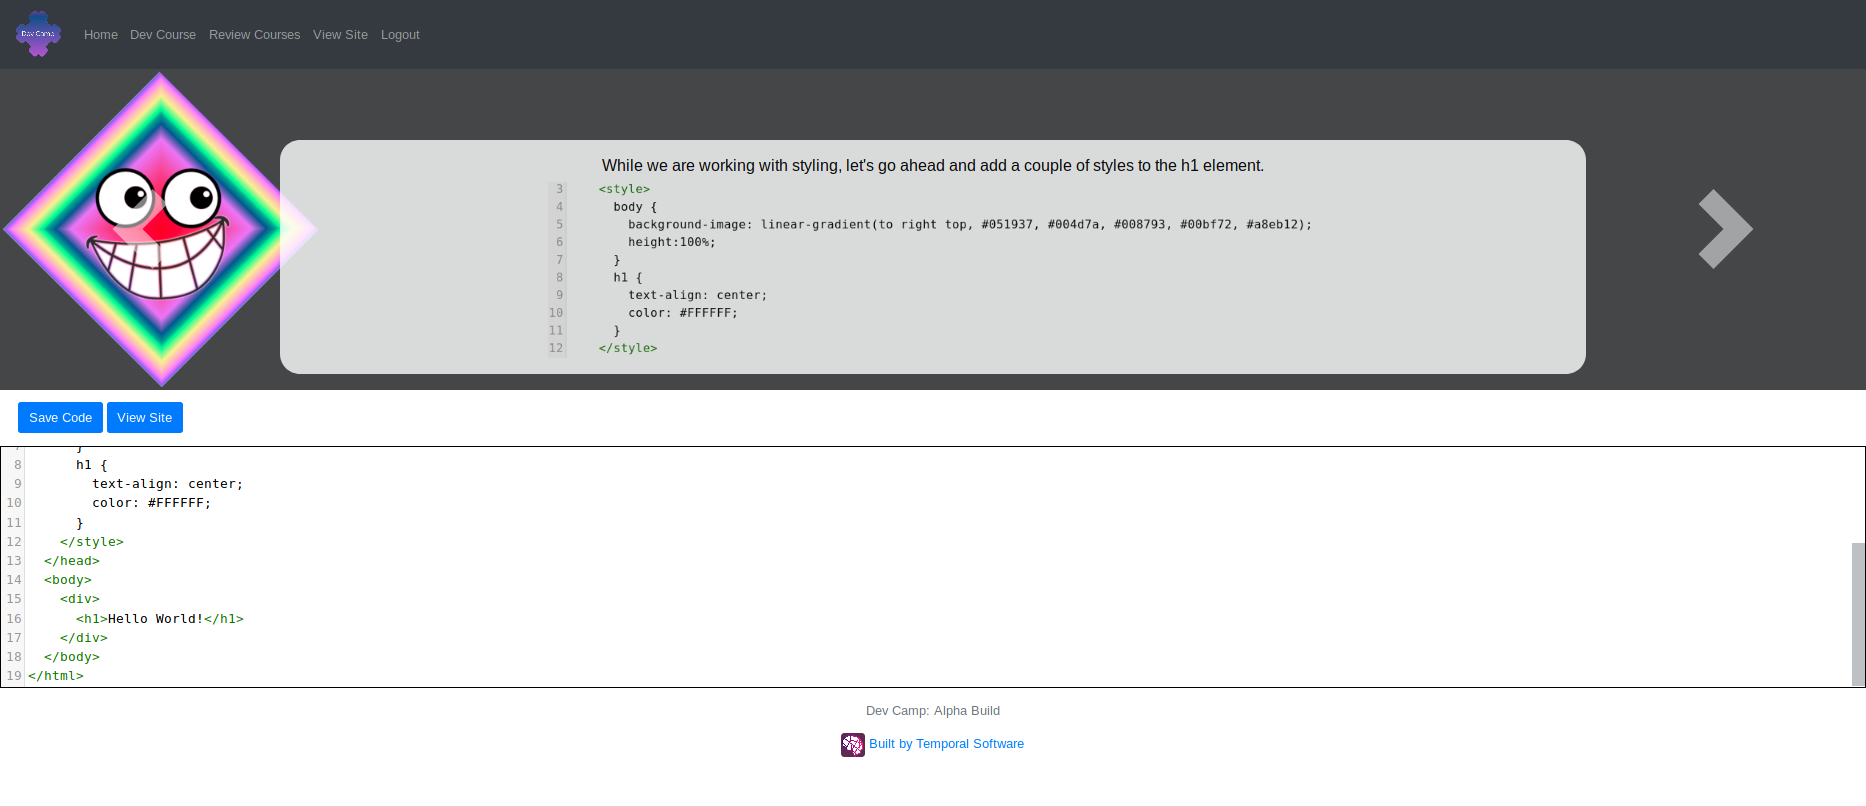 Dev Camp
Home Dev Course Review Courses View Site Logout
While we are working with styling, let's go ahead and add a couple of styles to the h1 element.
3 <style>
4 body {
5 background-image: linear-gradient(to right top, #051937, #004d7a, #008793, #00bf72, #a8eb12);
6 height:100%;
7 }
8 h1 {
9 text-align: center;
10 color: #FFFFFF;
11 }
12 </style>
Save Code View Site
7 }
8 h1 {
9 text-align: center;
10 color: #FFFFFF;
11 }
12 </style>
13 </head>
14 <body>
15 <div>
16 <h1>Hello World!</h1>
17 </div>
18 </body>
19 </html>
Dev Camp: Alpha Build
Built by Temporal Software